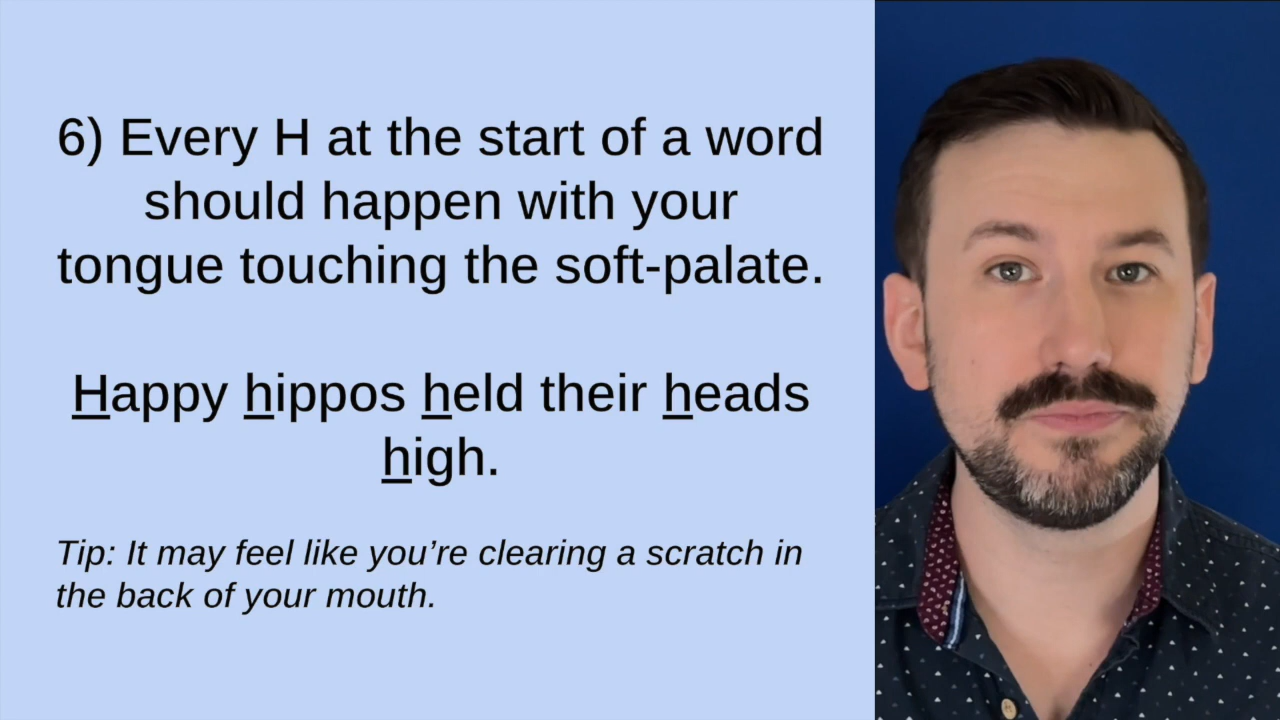 6) Every H at the start of a word
should happen with your
tongue touching the soft-palate.
Happy hippos held their heads
high.
Tip: It may feel like you’re clearing a scratch in
the back of your mouth.